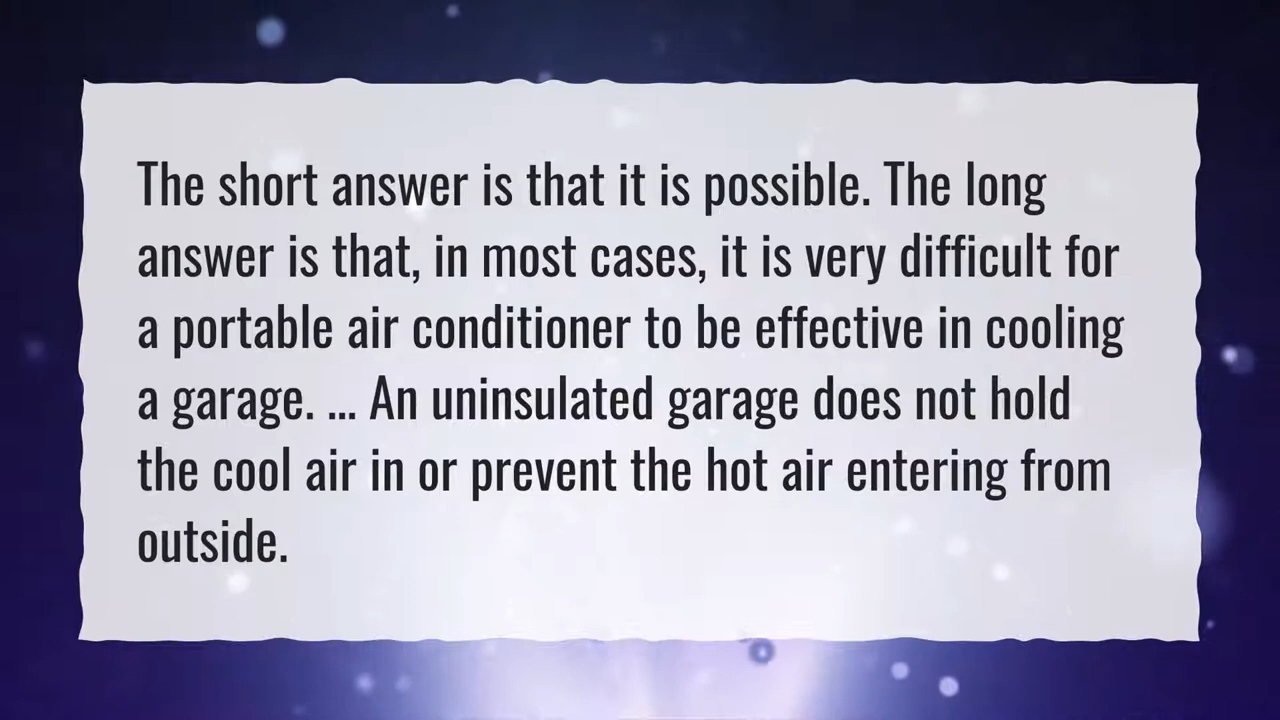 The short answer is that it is possible. The long
answer is that, in most cases, it is very difficult for
a portable air conditioner to be effective in cooling
a garage. ... An uninsulated garage does not hold
the cool air in or prevent the hot air entering from
outside.